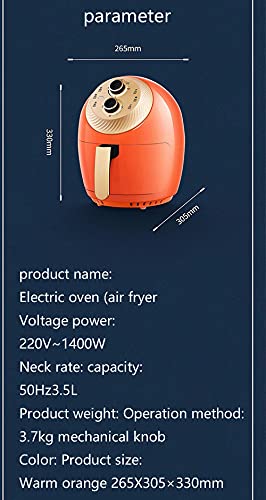 parameter
265mm
330mm
305mm
product name:
Electric oven (air fryer
Voltage power:
220V~1400W
Neck rate: capacity:
50Hz3.5L
Product weight: Operation method:
3.7kg mechanical knob
Color: Product size:
Warm orange 265X305×330mm